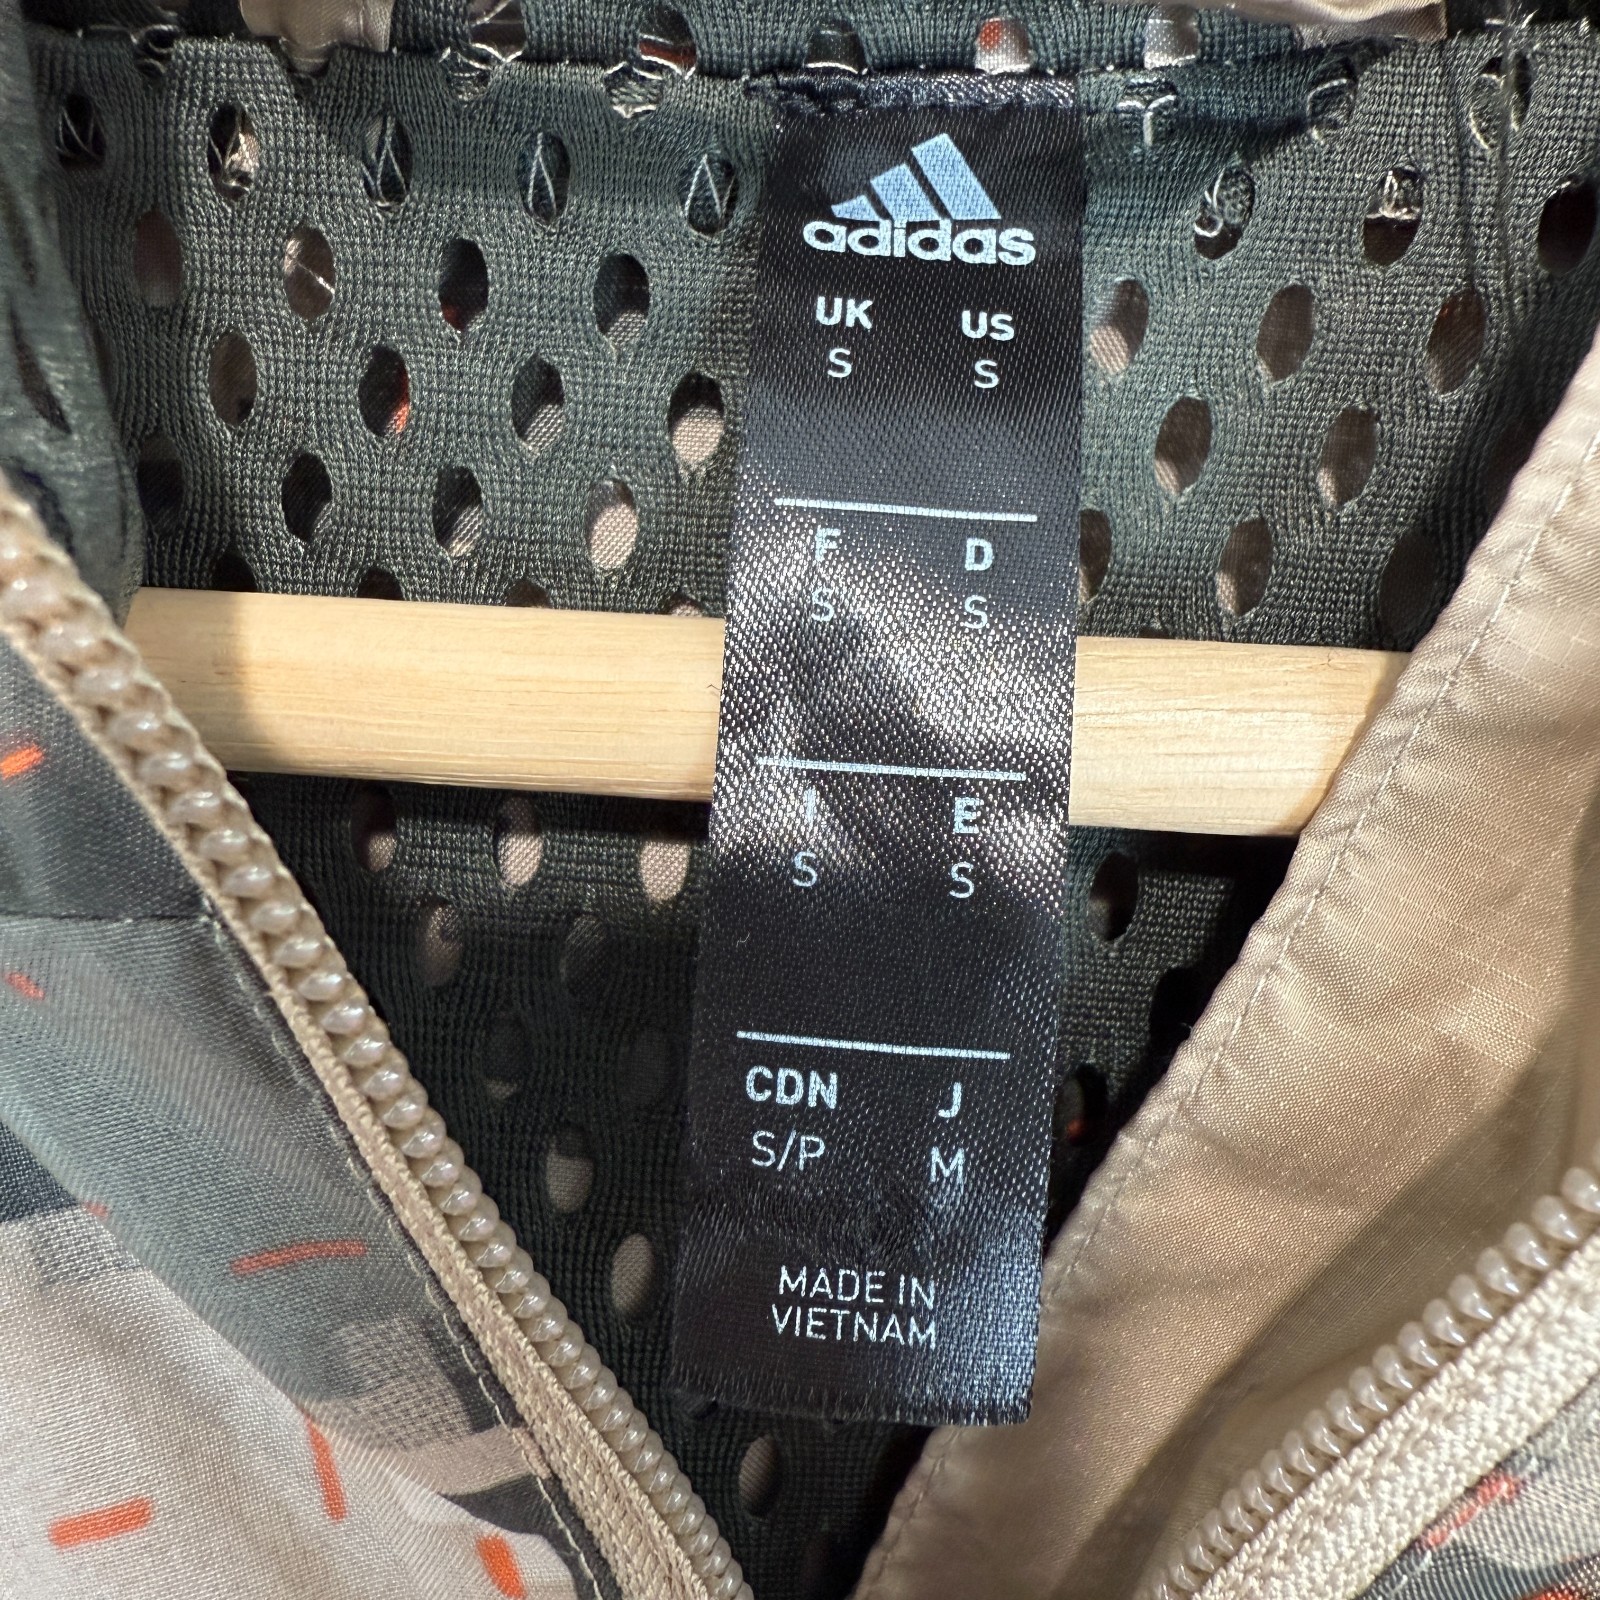 adidas
UK US
S S
F D
S S
I E
S S
CDN J
S/P M
MADE IN
VIETNAM